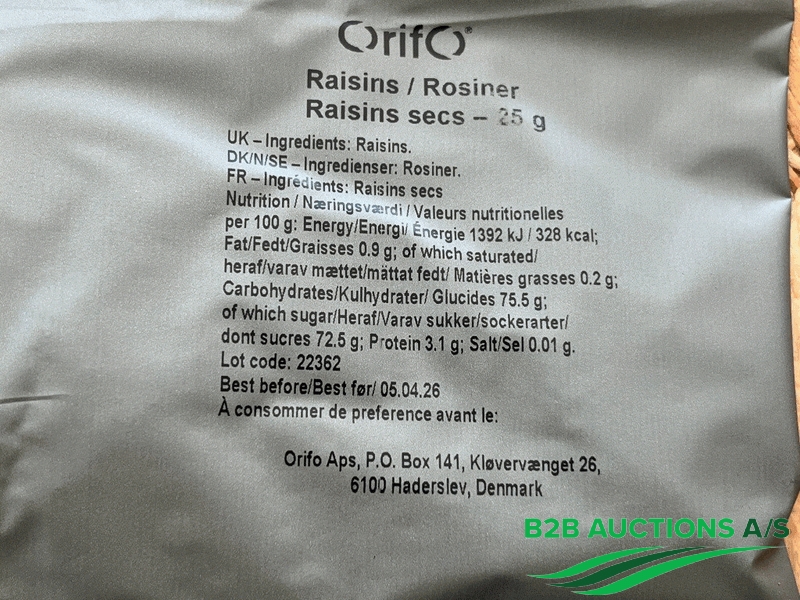 OrifO®
Raisins / Rosiner
Raisins secs – 25 g
UK – Ingredients: Raisins.
DK/N/SE – Ingredienser: Rosiner.
FR – Ingrédients: Raisins secs
Nutrition / Næringsværdi / Valeurs nutritionelles
per 100 g: Energy/Energi/ Énergie 1392 kJ / 328 kcal;
Fat/Fedt/Graisses 0.9 g; of which saturated/
heraf/varav mættet/mättat fedt/ Matières grasses 0.2 g;
Carbohydrates/Kulhydrater/ Glucides 75.5 g;
of which sugar/Heraf/Varav sukker/sockerarter/
dont sucres 72.5 g; Protein 3.1 g; Salt/Sel 0.01 g.
Lot code: 22362
Best before/Best før/ 05.04.26
À consommer de preference avant le:
Orifo Aps, P.O. Box 141, Kløvervænget 26,
6100 Haderslev, Denmark
B2B AUCTIONS A/S